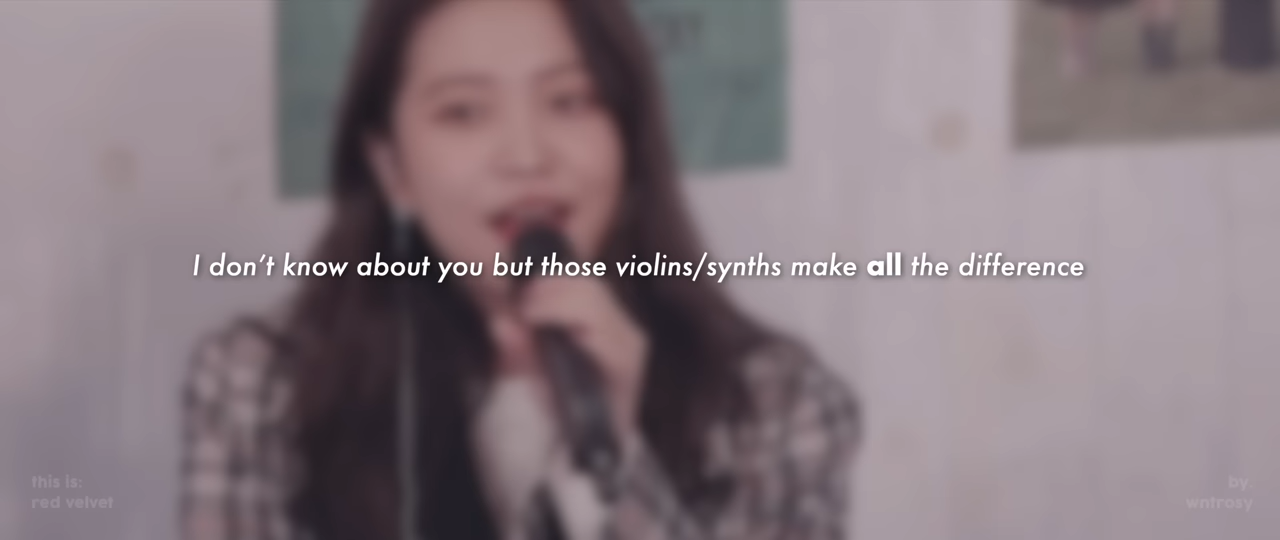 I don't know about you but those violins/synths make all the difference
this is:
red velvet
by
wntrosy